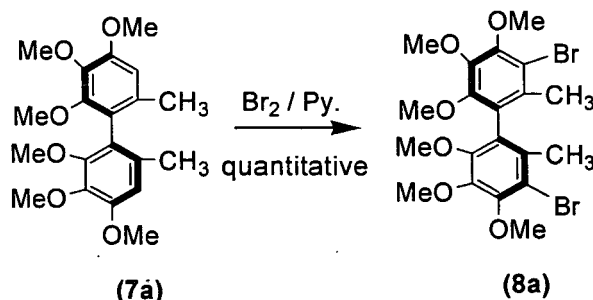 OMe
MeO
MeO
CH3
MeO
CH3
MeO
OMe
(7a)
Br2 / Py.
quantitative
OMe
MeO
Br
MeO
CH3
MeO
CH3
MeO
Br
OMe
(8a)